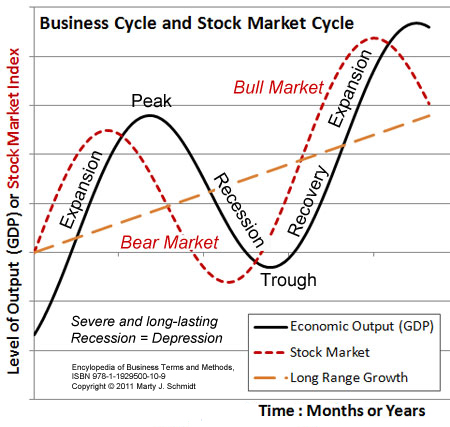 Business Cycle and Stock Market Cycle
Level of Output (GDP) or Stock Market Index
Expansion
Peak
Bear Market
Recession
Trough
Recovery
Bull Market
Expansion
Severe and long-lasting
Recession = Depression
Encylopedia of Business Terms and Methods,
ISBN 978-1-1929500-10-9
Copyright © 2011 Marty J. Schmidt
Economic Output (GDP)
Stock Market
Long Range Growth
Time : Months or Years